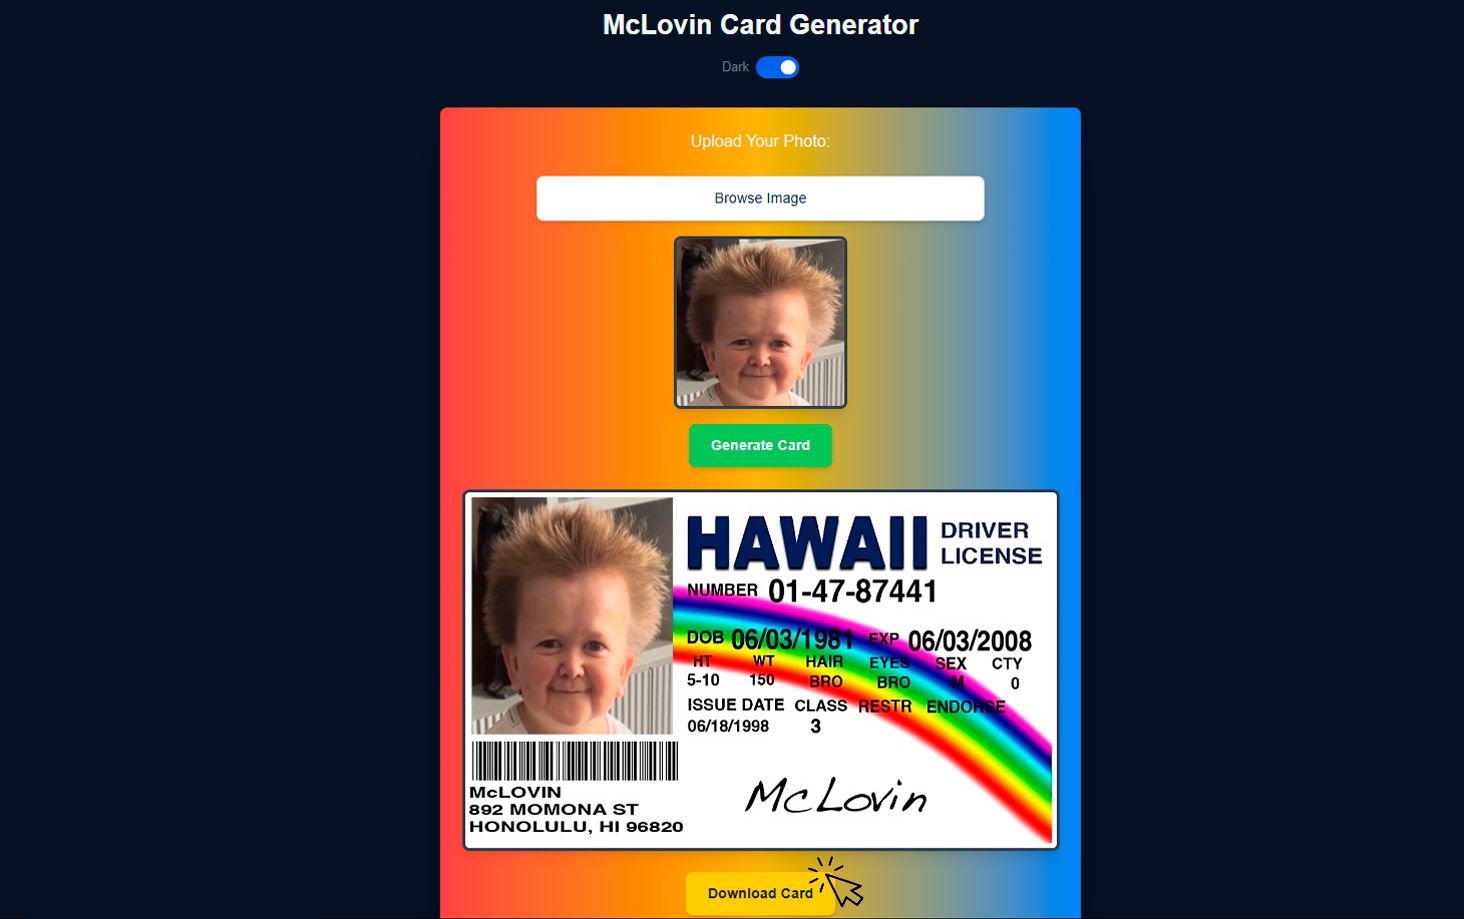 McLovin Card Generator
Dark
Upload Your Photo:
Browse Image
Generate Card
HAWAII DRIVER LICENSE
NUMBER 01-47-87441
DOB 06/03/1981 EXP 06/03/2008
HT WT HAIR EYES SEX CTY
5-10 150 BRO BRO M 0
ISSUE DATE CLASS RESTR ENDORSE
06/18/1998 3
McLovin
McLOVIN
892 MOMONA ST
HONOLULU, HI 96820
Download Card